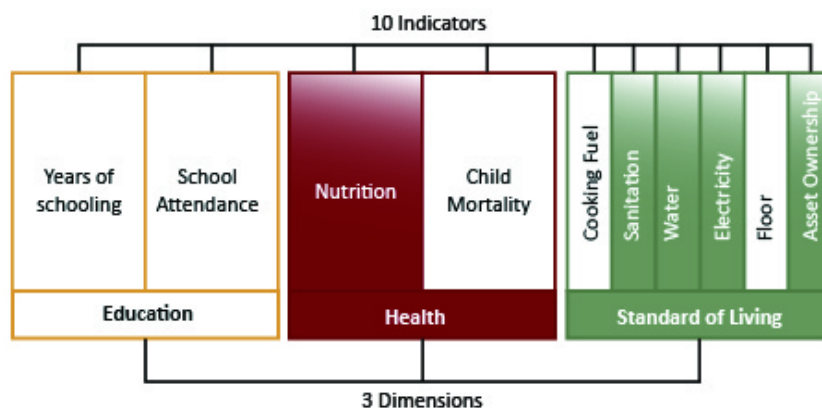 10 Indicators
Years of
schooling
School
Attendance
Nutrition
Child
Mortality
Cooking Fuel
Sanitation
Water
Electricity
Floor
Asset Ownership
Education
Health
Standard of Living
3 Dimensions